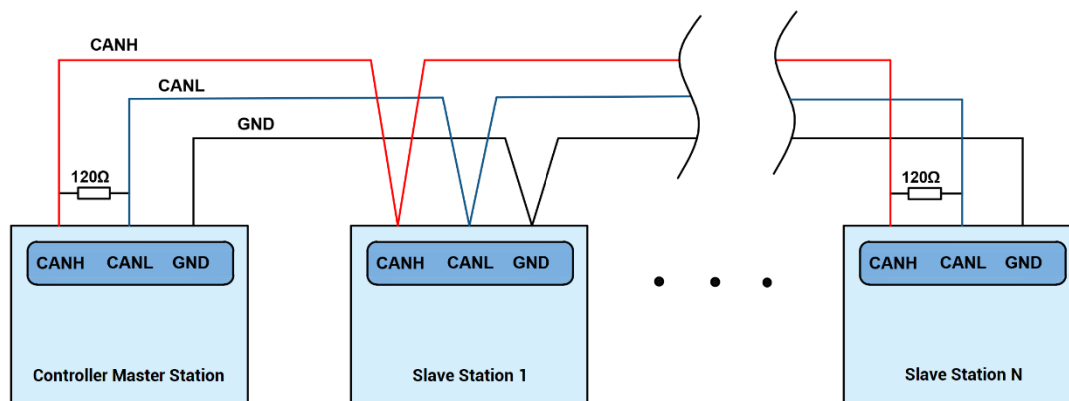 CANH
CANL
GND
120Ω
120Ω
CANH CANL GND
CANH CANL GND
CANH CANL GND
Controller Master Station
Slave Station 1
Slave Station N